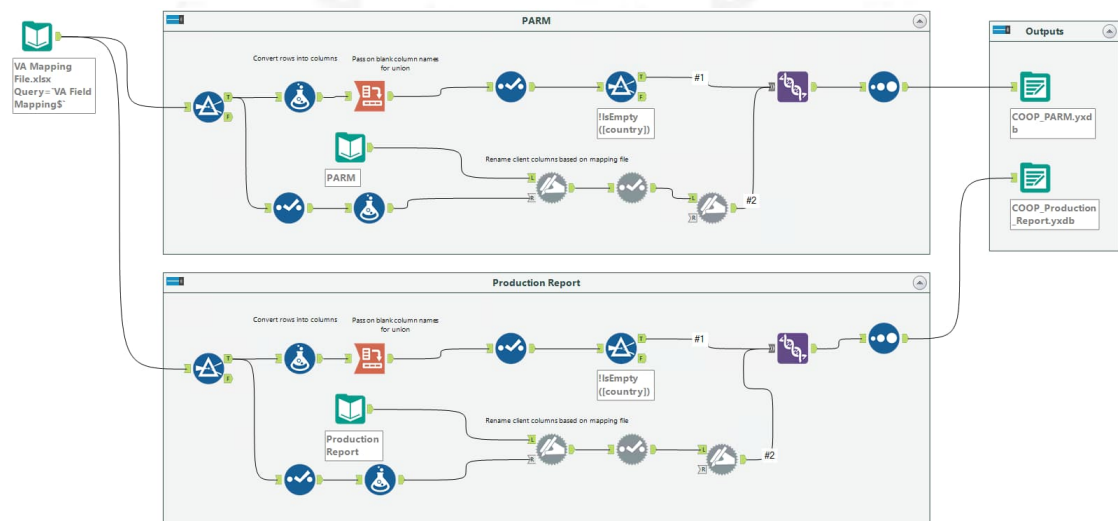 VA Mapping
File.xlsx
Query=`VA Field
Mapping$`
PARM
Convert rows into columns
Pass on blank column names
for union
T
F
T
F
#1
!IsEmpty
([country])
PARM
Rename client columns based on mapping file
L
R
L
R
#2
Outputs
COOP_PARM.yxd
b
COOP_Production
_Report.yxdb
Production Report
Convert rows into columns
Pass on blank column names
for union
T
F
T
F
#1
!IsEmpty
([country])
Production
Report
Rename client columns based on mapping file
L
R
L
R
#2